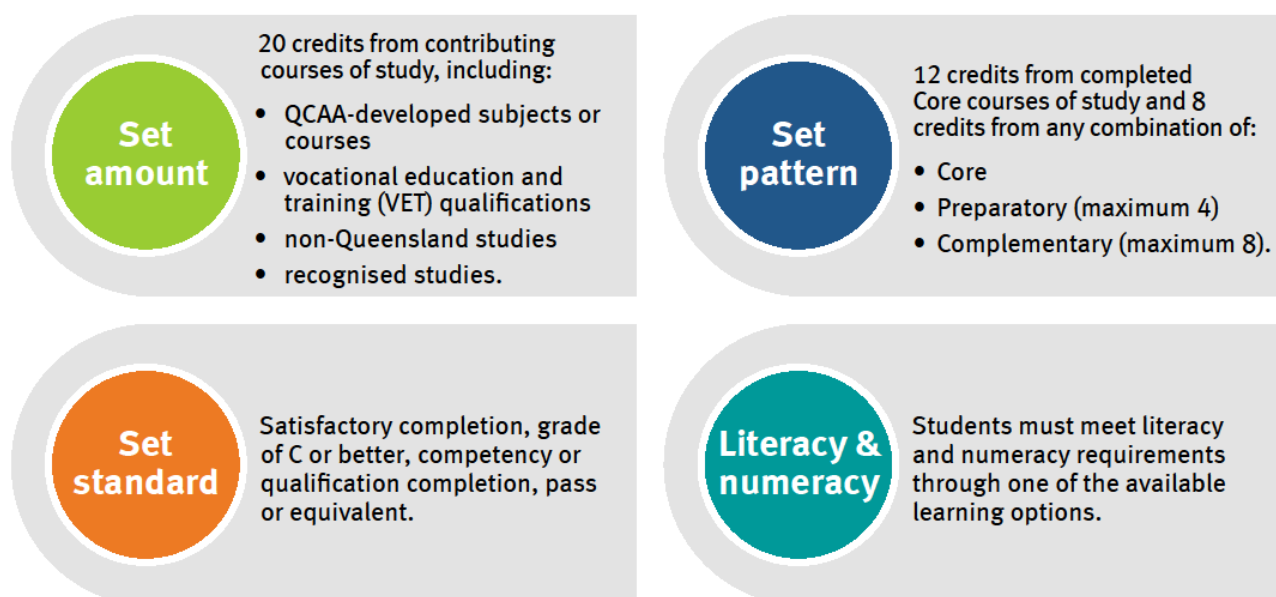 Set
amount
20 credits from contributing
courses of study, including:
• QCAA-developed subjects or
courses
• vocational education and
training (VET) qualifications
• non-Queensland studies
• recognised studies.
Set
pattern
12 credits from completed
Core courses of study and 8
credits from any combination of:
• Core
• Preparatory (maximum 4)
• Complementary (maximum 8).
Set
standard
Satisfactory completion, grade
of C or better, competency or
qualification completion, pass
or equivalent.
Literacy &
numeracy
Students must meet literacy
and numeracy requirements
through one of the available
learning options.